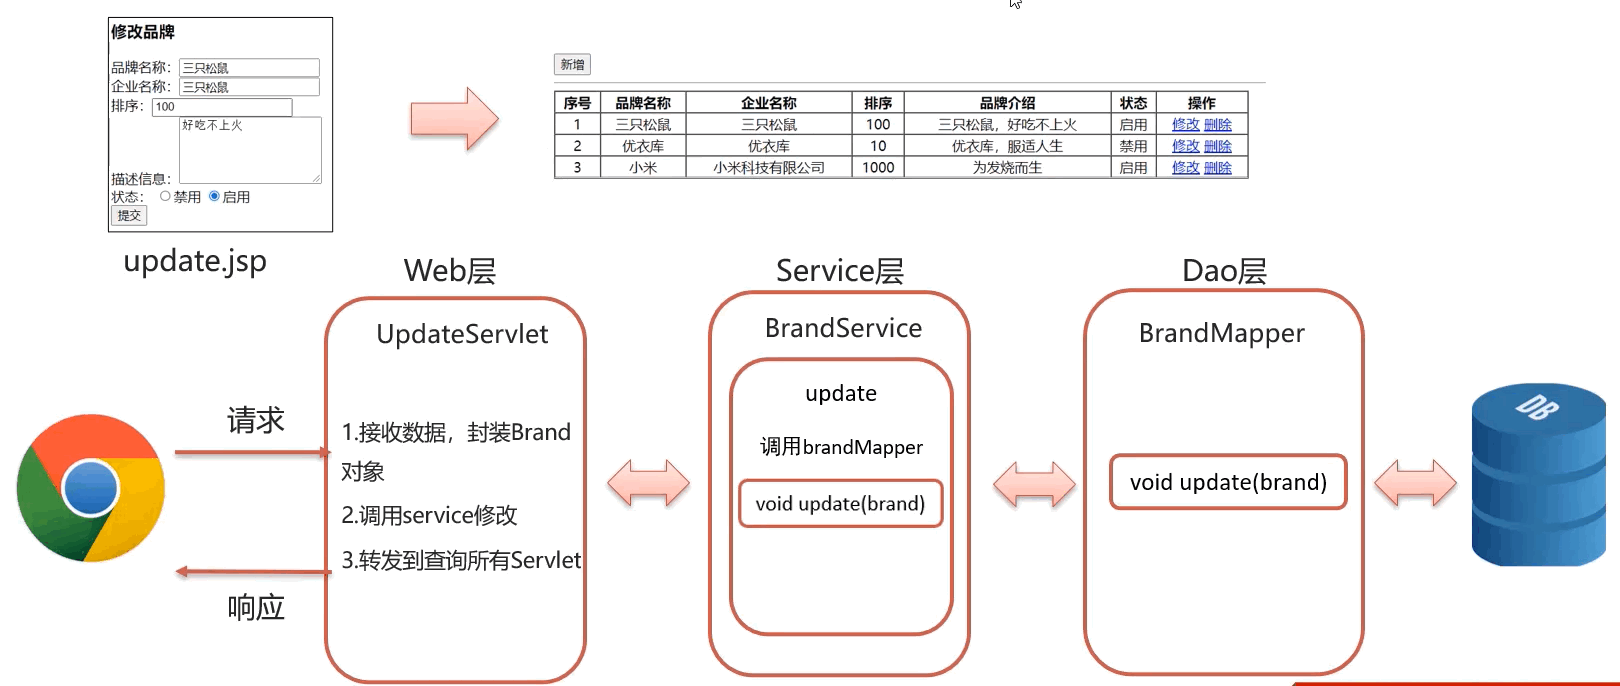 修改品牌
品牌名称： 三只松鼠
企业名称： 三只松鼠
排序： 100
好吃不上火
描述信息：
状态： 禁用 启用
提交
update.jsp
新增
序号 品牌名称 企业名称 排序 品牌介绍 状态 操作
1 三只松鼠 三只松鼠 100 三只松鼠，好吃不上火 启用 修改 删除
2 优衣库 优衣库 10 优衣库，服适人生 禁用 修改 删除
3 小米 小米科技有限公司 1000 为发烧而生 启用 修改 删除
请求
响应
Web层
UpdateServlet
1.接收数据，封装Brand
对象
2.调用service修改
3.转发到查询所有Servlet
Service层
BrandService
update
调用brandMapper
void update(brand)
Dao层
BrandMapper
void update(brand)
DB